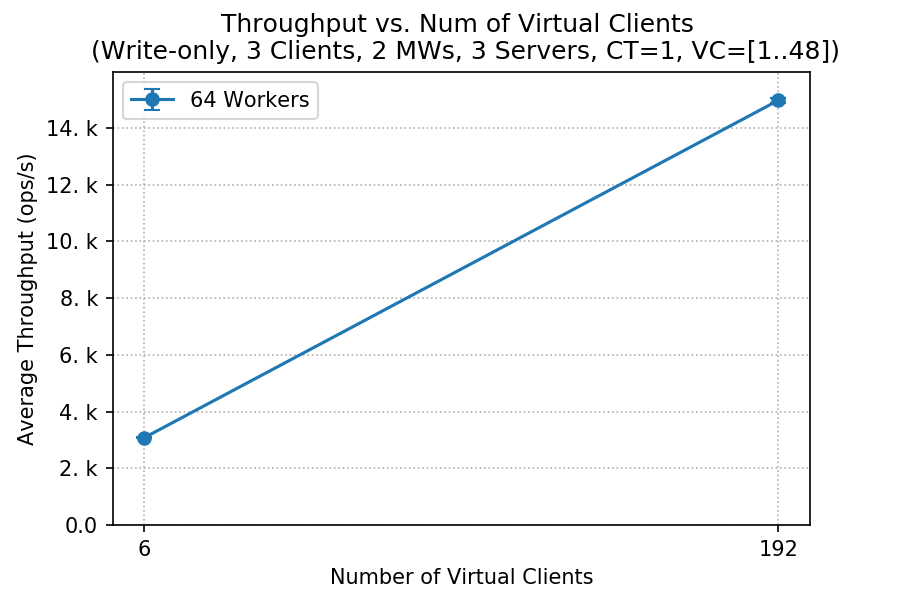 Throughput vs. Num of Virtual Clients
(Write-only, 3 Clients, 2 MWs, 3 Servers, CT=1, VC=[1..48])
64 Workers
Average Throughput (ops/s)
14. k
12. k
10. k
8. k
6. k
4. k
2. k
0.0
6
192
Number of Virtual Clients